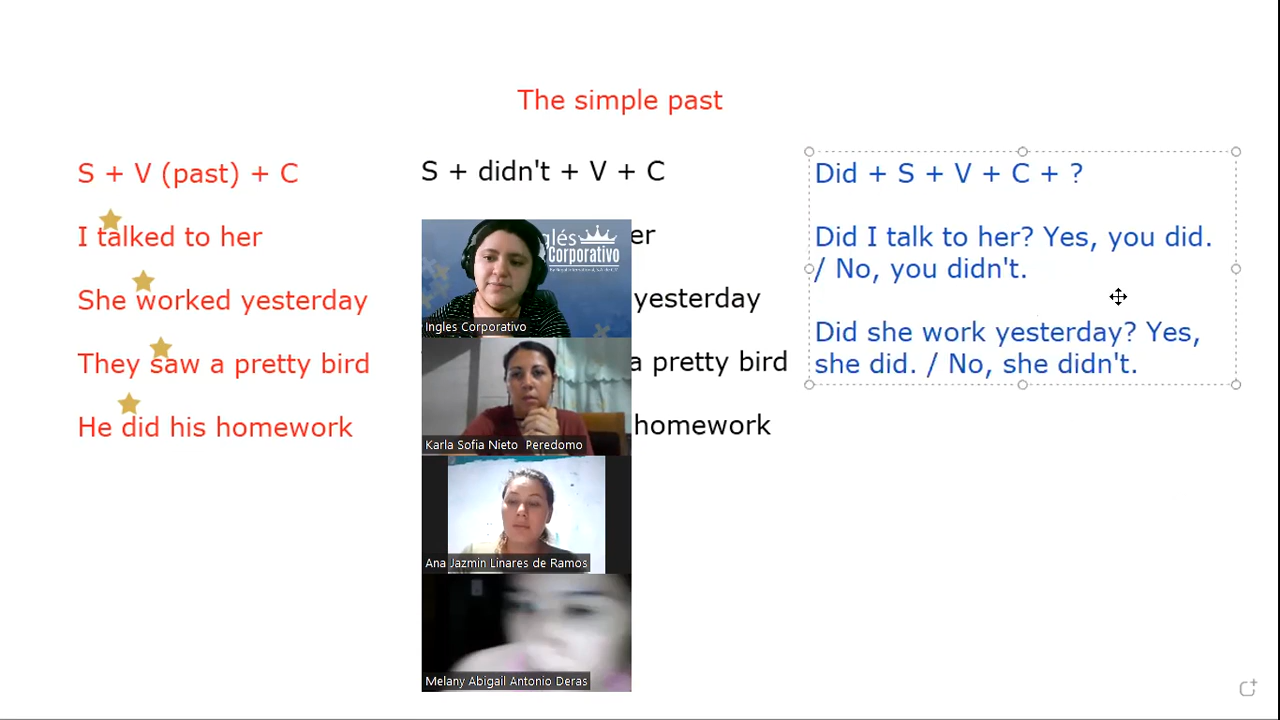 The simple past
S + V (past) + C
I talked to her
She worked yesterday
They saw a pretty bird
He did his homework
S + didn't + V + C
er
yesterday
a pretty bird
homework
glés
Corporativo
Ingles Corporativo
Karla Sofia Nieto Peredomo
Ana Jazmin Linares de Ramos
Melany Abigail Antonio Deras
Did + S + V + C + ?
Did I talk to her? Yes, you did.
/ No, you didn't.
Did she work yesterday? Yes,
she did. / No, she didn't.